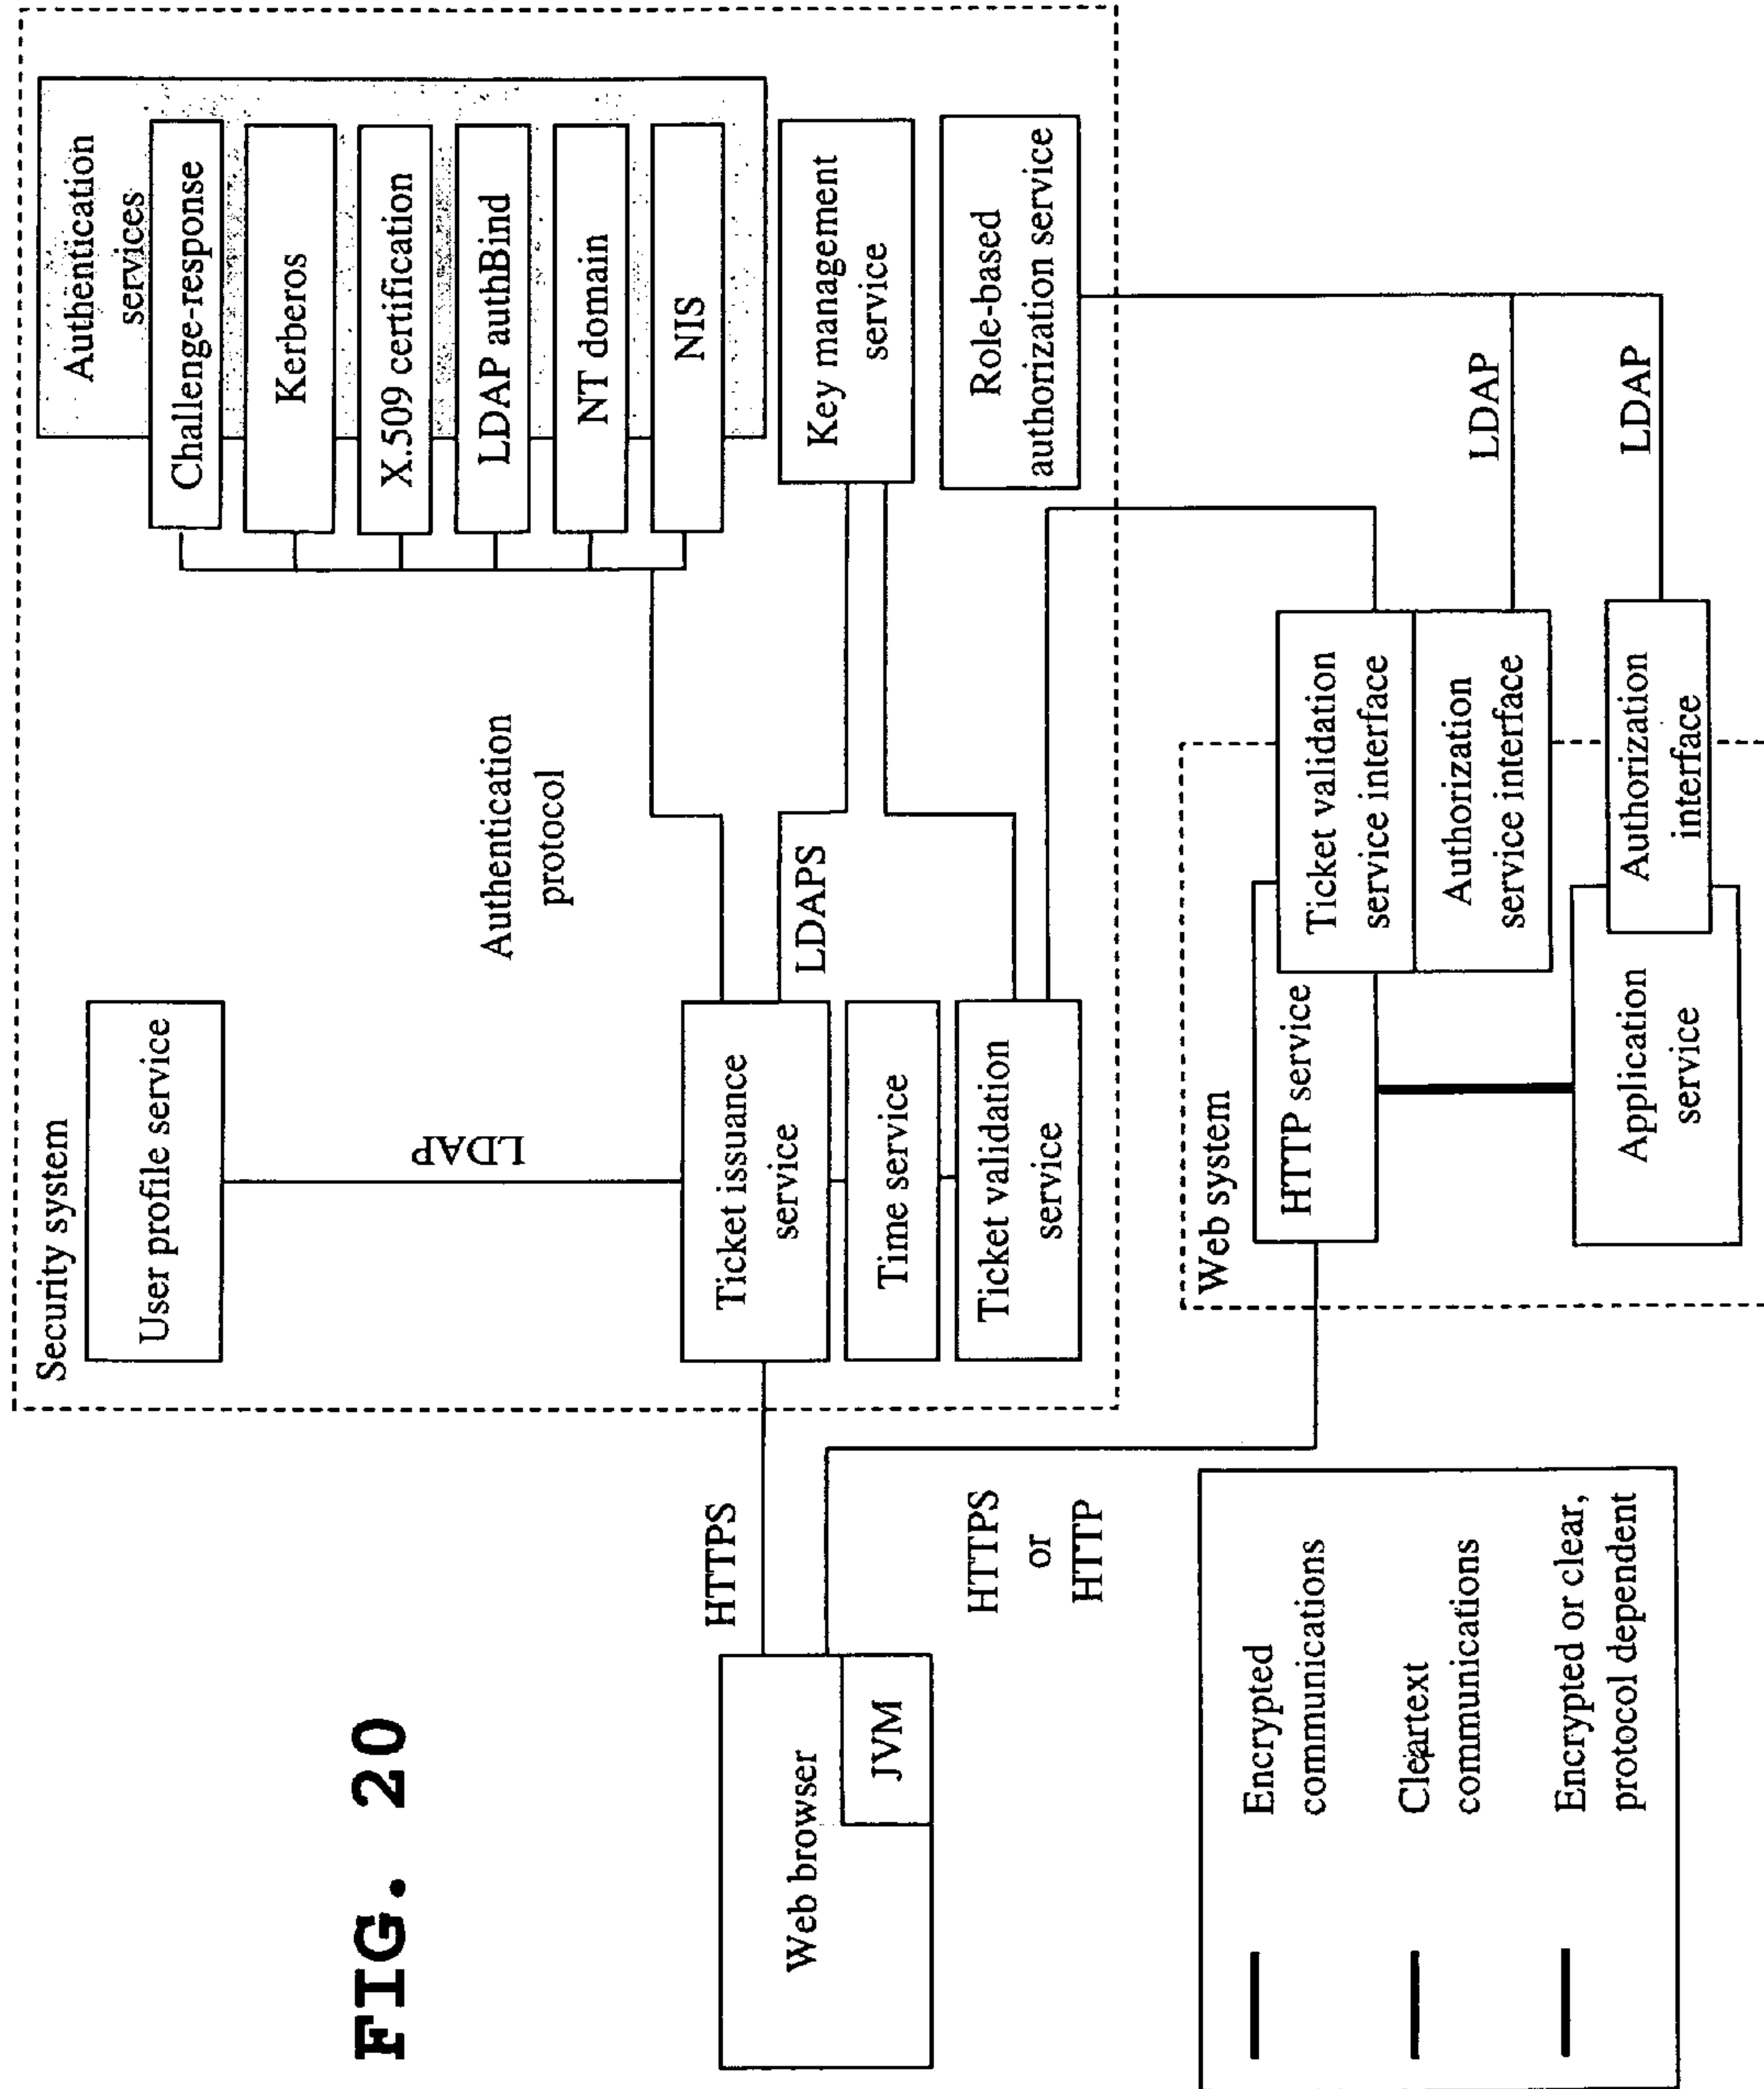 FIG. 20
Security system
User profile service
LDAP
Authentication
protocol
Authentication
services
Challenge-response
Kerberos
X.509 certification
LDAP authBind
NT domain
NIS
Key management
service
Role-based
authorization service
LDAPS
Ticket issuance
service
Time service
Ticket validation
service
HTTPS
HTTPS
or
HTTP
Web browser
JVM
Web system
HTTP service
Ticket validation
service interface
Authorization
service interface
Application
service
Authorization
interface
LDAP
LDAP
Encrypted
communications
Cleartext
communications
Encrypted or clear,
protocol dependent